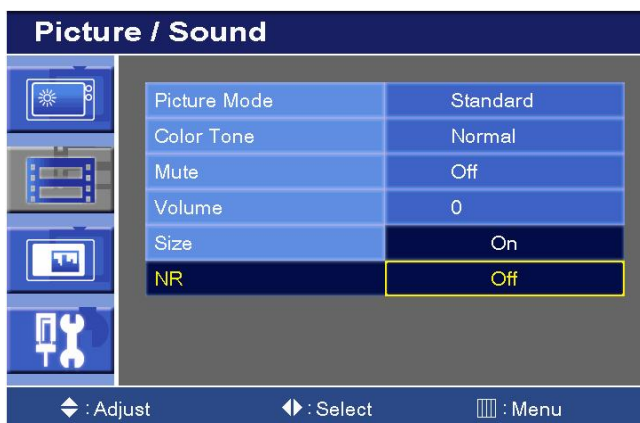 Picture / Sound
Picture Mode Standard
Color Tone Normal
Mute Off
Volume 0
Size On
NR Off
: Adjust : Select : Menu